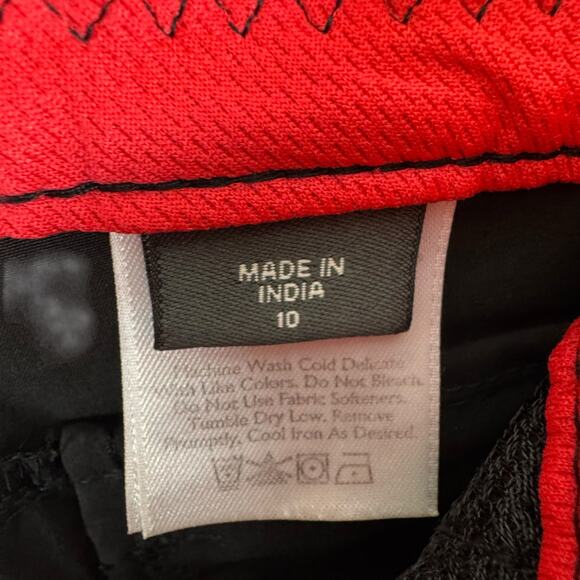 MADE IN
INDIA
10
Machine Wash Cold Delicate
With Like Colors. Do Not Bleach.
Do Not Use Fabric Softeners.
Tumble Dry Low. Remove
Promptly, Cool Iron As Desired.